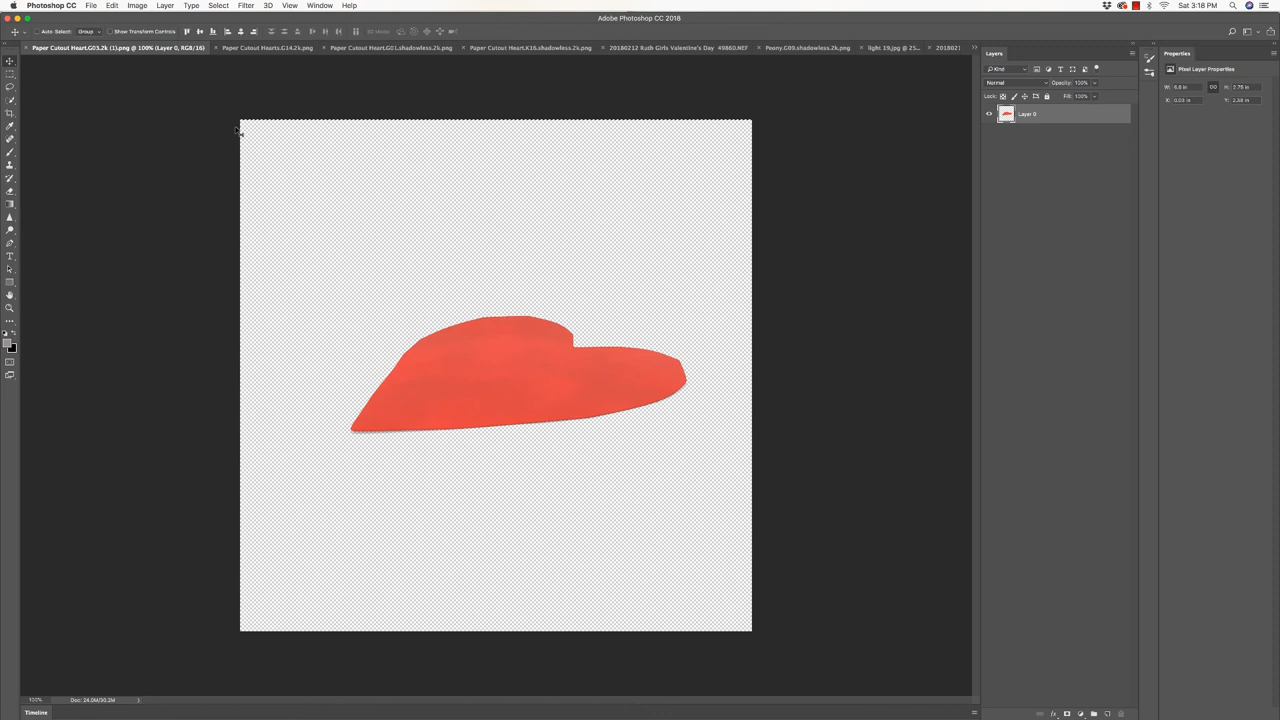 Photoshop CC File Edit Image Layer Type Select Filter 3D View Window Help Sat 3:18 PM
Adobe Photoshop CC 2018
Auto-Select: Group Show Transform Controls 3D Mode:
Paper Cutout Heart.G03.2k (1).png @ 100% (Layer 0, RGB/16) Paper Cutout Hearts.G14.2k.png Paper Cutout Heart.G01.shadowless.2k.png Paper Cutout Heart.K16.shadowless.2k.png 20180212 Ruth Girls Valentine's Day 49860.NEF Peony.G09.shadowless.2k.png light 19.jpg @ 25... 201802
Layers Properties
Kind Pixel Layer Properties
Normal Opacity: 100% W: 6.8 in H: 2.75 in
Lock: Fill: 100% X: 0.03 in Y: 2.58 in
Layer 0
100% Doc: 24.0M/30.2M
Timeline